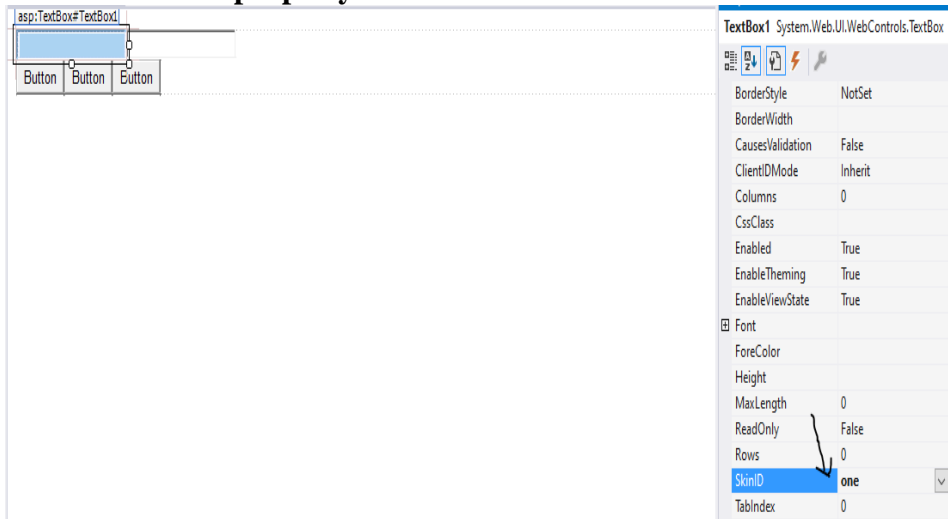 property
asp:TextBox#TextBox1
Button Button Button
TextBox1 System.Web.UI.WebControls.TextBox
BorderStyle NotSet
BorderWidth
CausesValidation False
ClientIDMode Inherit
Columns 0
CssClass
Enabled True
EnableTheming True
EnableViewState True
Font
ForeColor
Height
MaxLength 0
ReadOnly False
Rows 0
SkinID one
TabIndex 0